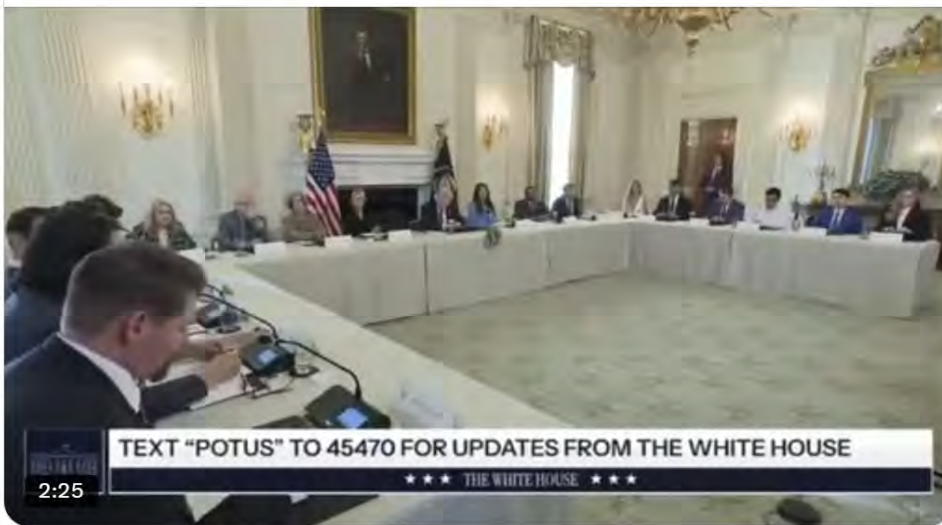 TEXT “POTUS” TO 45470 FOR UPDATES FROM THE WHITE HOUSE
★ ★ ★ THE WHITE HOUSE ★ ★ ★
2:25